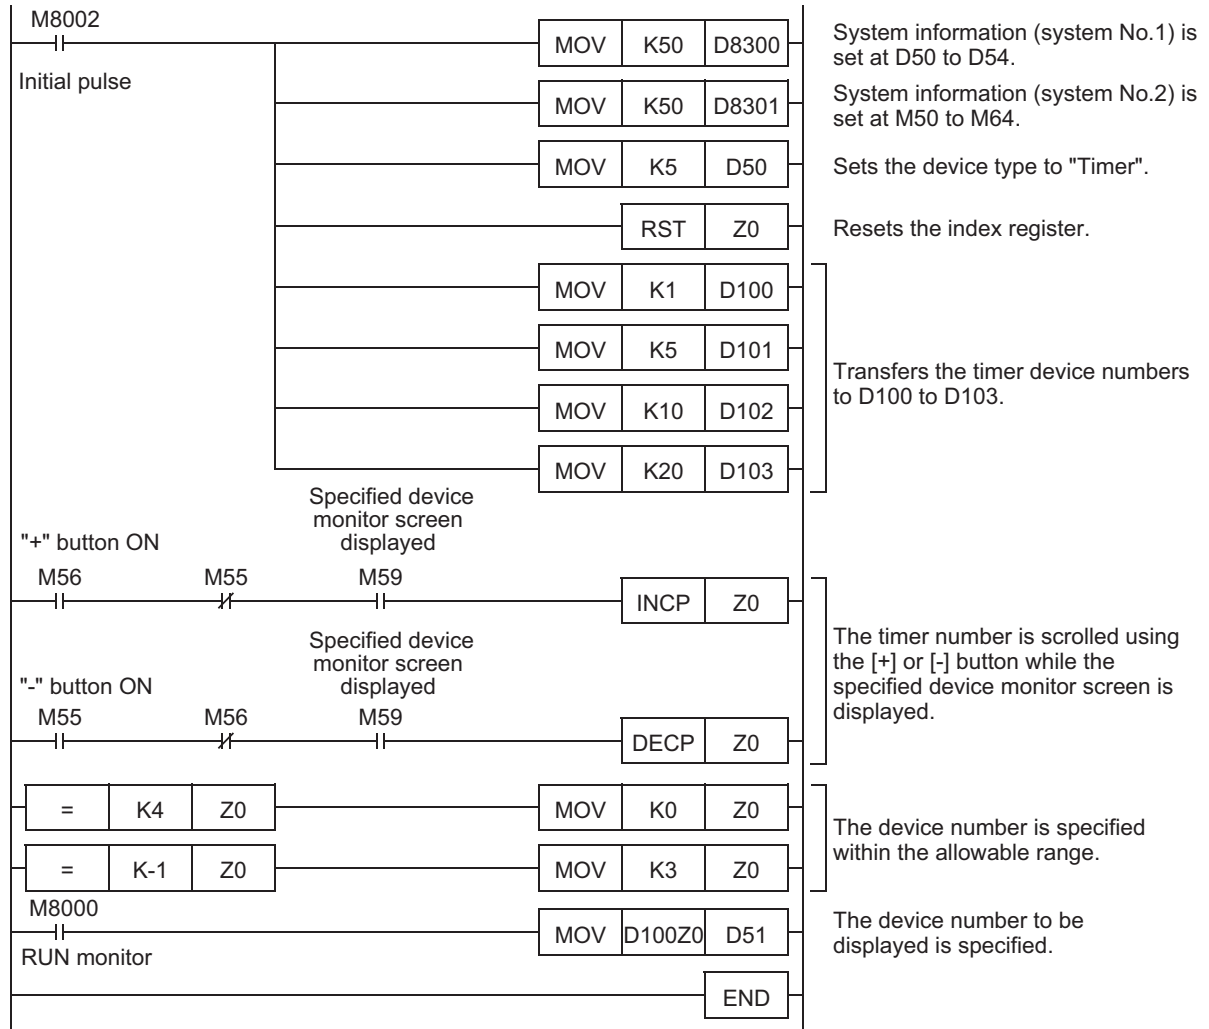 M8002
Initial pulse
MOV K50 D8300
System information (system No.1) is
set at D50 to D54.
MOV K50 D8301
System information (system No.2) is
set at M50 to M64.
MOV K5 D50
Sets the device type to "Timer".
RST Z0
Resets the index register.
MOV K1 D100
MOV K5 D101
MOV K10 D102
MOV K20 D103
Transfers the timer device numbers
to D100 to D103.
"+" button ON
Specified device
monitor screen
displayed
M56 M55 M59
INCP Z0
"-" button ON
Specified device
monitor screen
displayed
M55 M56 M59
DECP Z0
The timer number is scrolled using
the [+] or [-] button while the
specified device monitor screen is
displayed.
= K4 Z0 MOV K0 Z0
= K-1 Z0 MOV K3 Z0
The device number is specified
within the allowable range.
M8000
RUN monitor
MOV D100Z0 D51
The device number to be
displayed is specified.
END